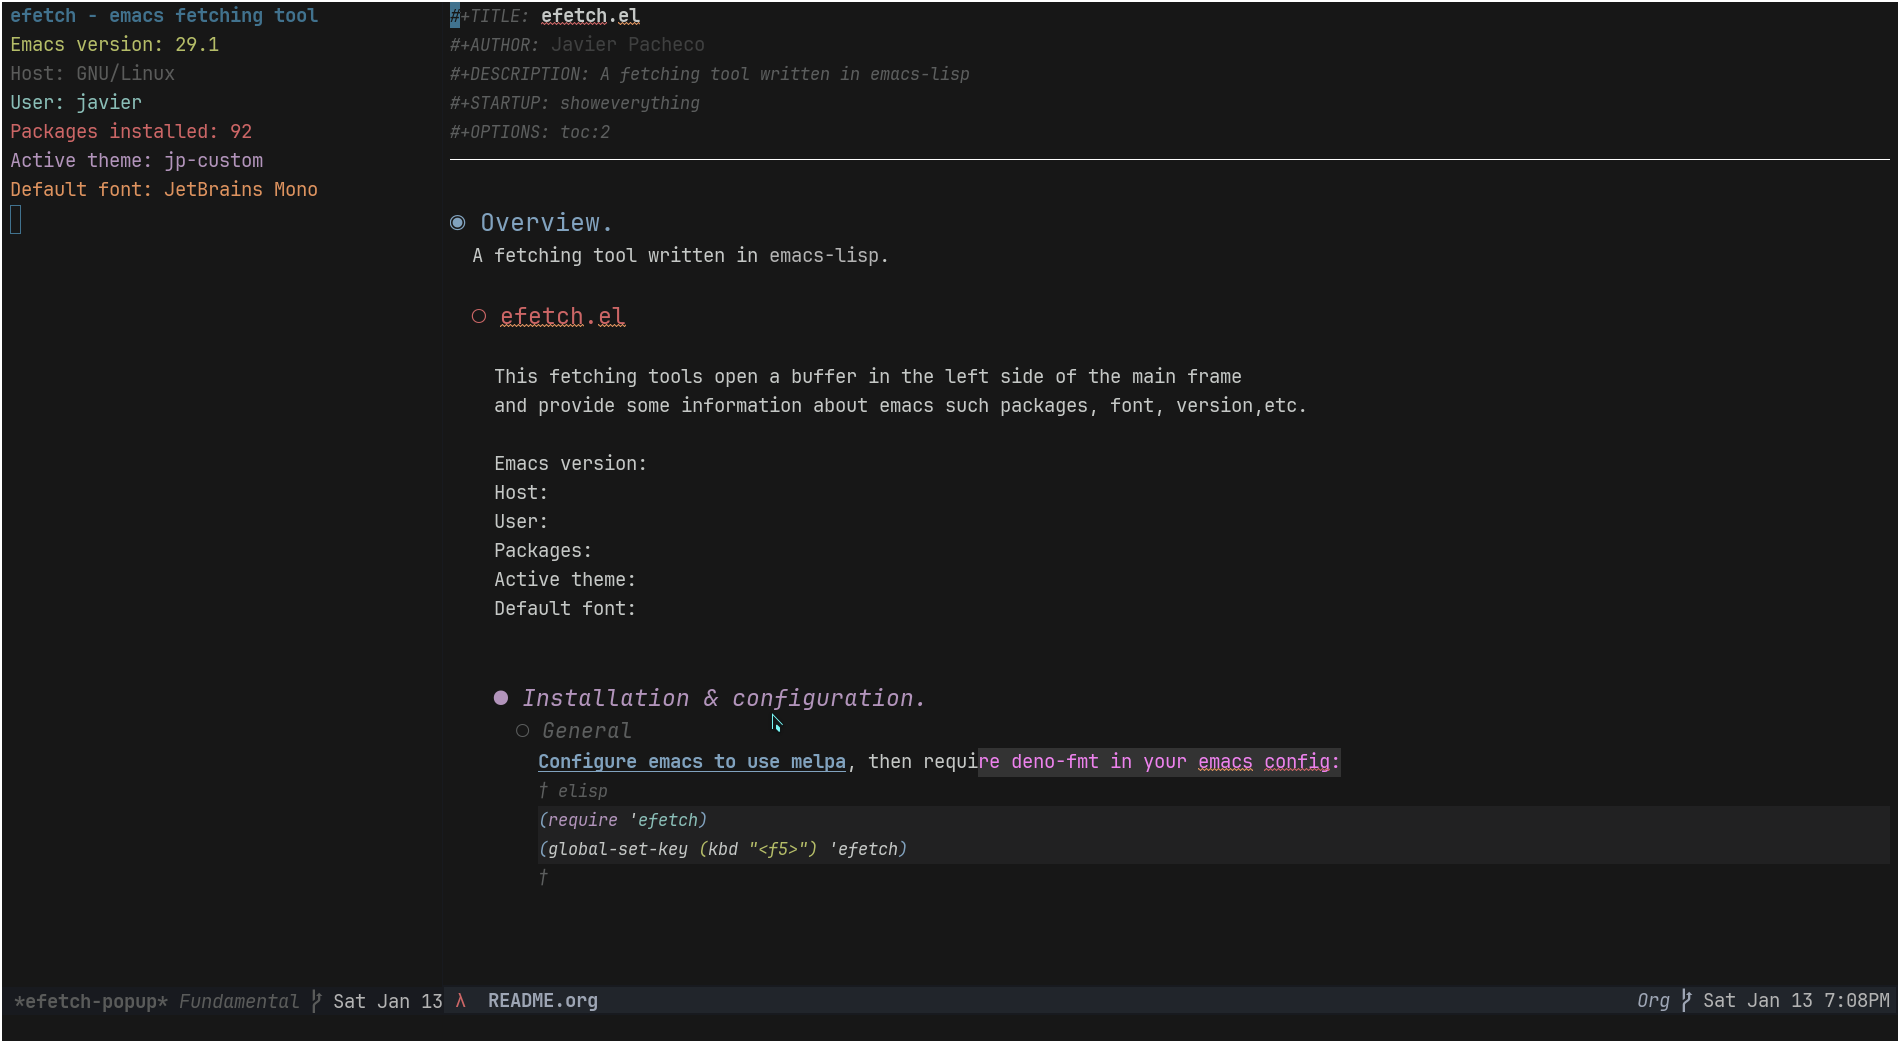 efetch - emacs fetching tool
Emacs version: 29.1
Host: GNU/Linux
User: javier
Packages installed: 92
Active theme: jp-custom
Default font: JetBrains Mono
*efetch-popup* Fundamental Sat Jan 13
#+TITLE: efetch.el
#+AUTHOR: Javier Pacheco
#+DESCRIPTION: A fetching tool written in emacs-lisp
#+STARTUP: showeverything
#+OPTIONS: toc:2
◉ Overview.
A fetching tool written in emacs-lisp.
○ efetch.el
This fetching tools open a buffer in the left side of the main frame
and provide some information about emacs such packages, font, version,etc.
Emacs version:
Host:
User:
Packages:
Active theme:
Default font:
● Installation & configuration.
○ General
Configure emacs to use melpa, then require deno-fmt in your emacs config:
† elisp
(require 'efetch)
(global-set-key (kbd "<f5>") 'efetch)
†
λ README.org Org Sat Jan 13 7:08PM